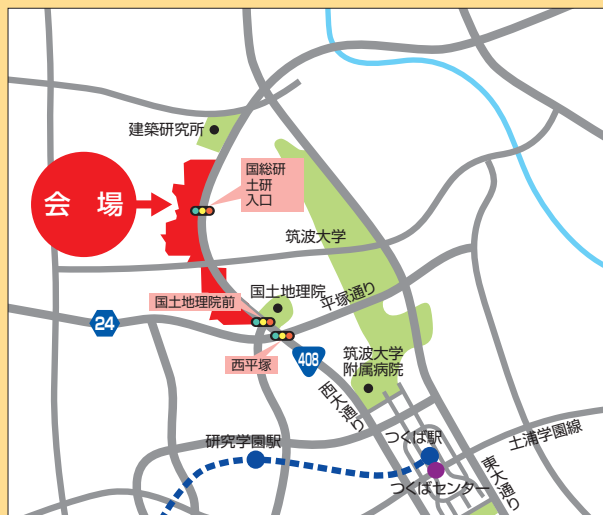 建築研究所
国総研
土研
入口
会場
筑波大学
国土地理院
国土地理院前
平塚通り
24
西平塚
408
筑波大学
附属病院
西大通り
研究学園駅
つくば駅
土浦学園線
つくばセンター
東大通り